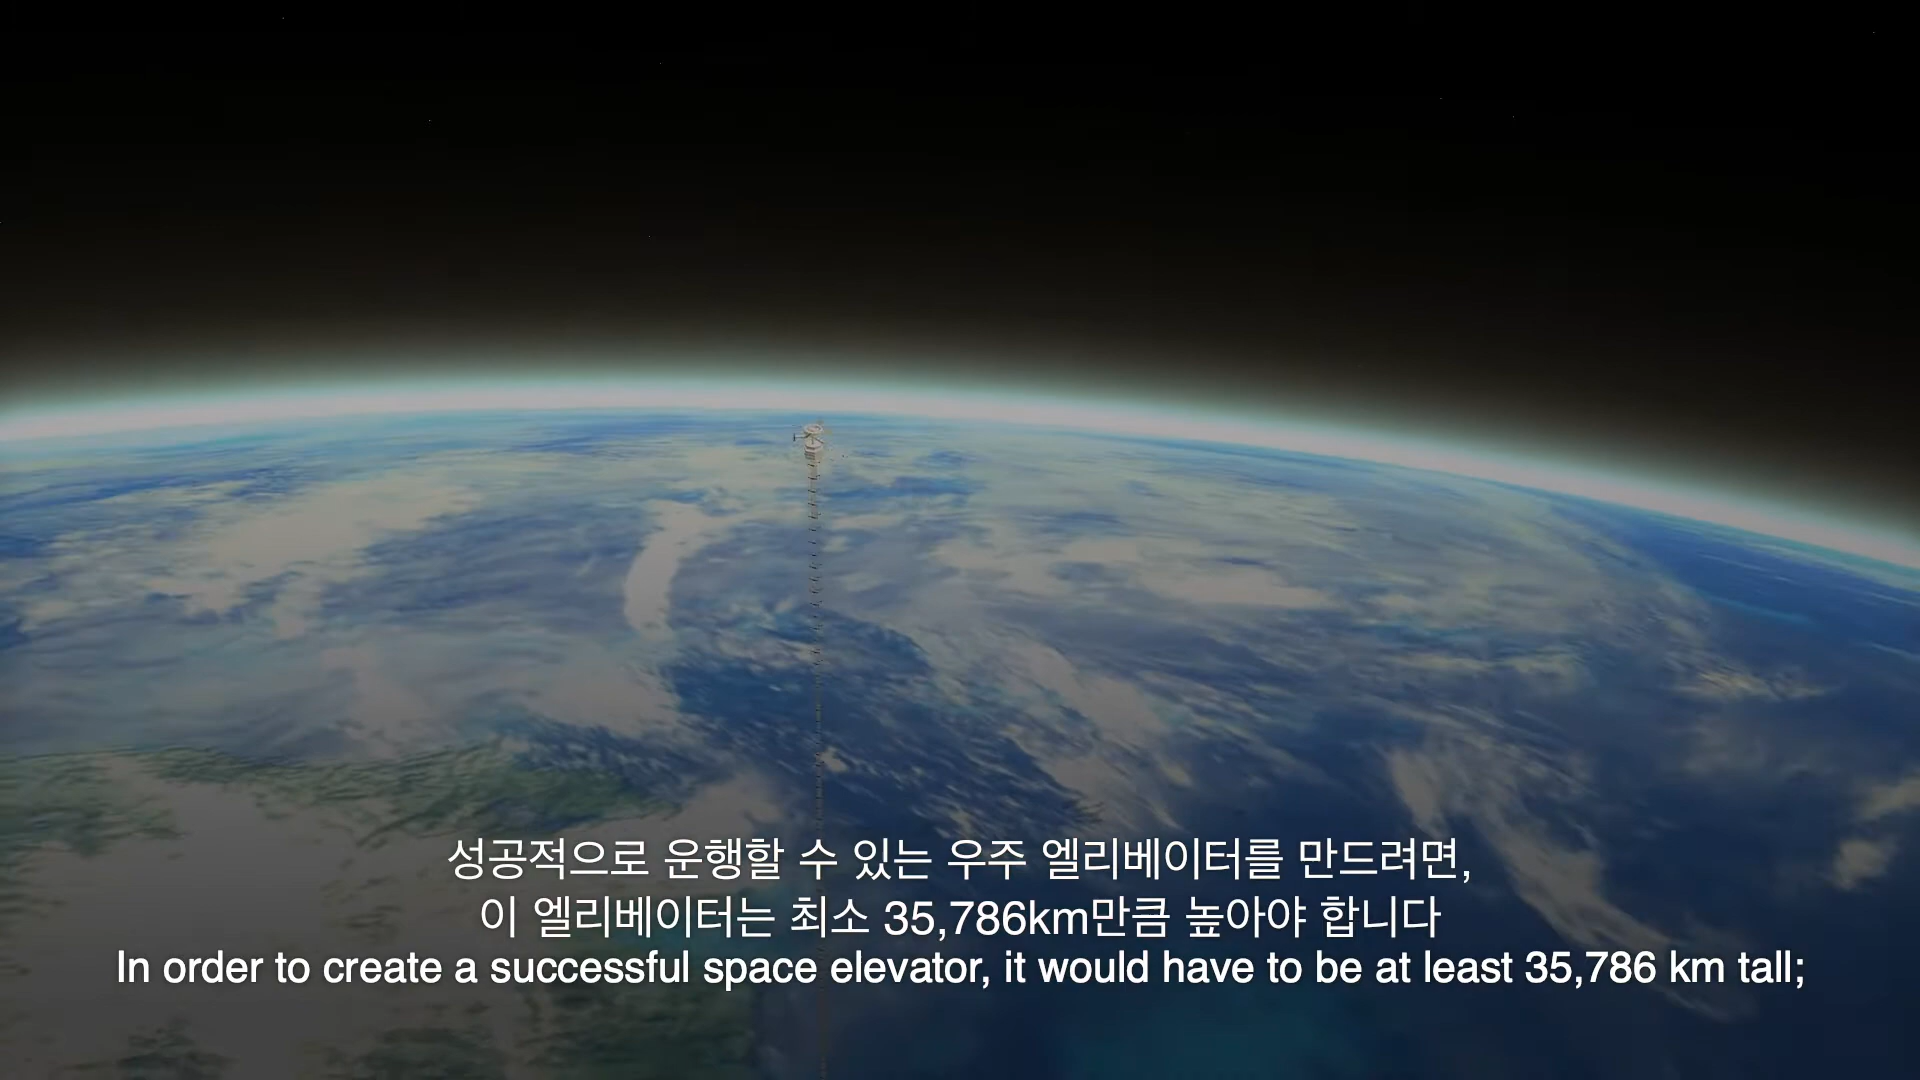 성공적으로 운행할 수 있는 우주 엘리베이터를 만드려면,
이 엘리베이터는 최소 35,786km만큼 높아야 합니다
In order to create a successful space elevator, it would have to be at least 35,786 km tall;